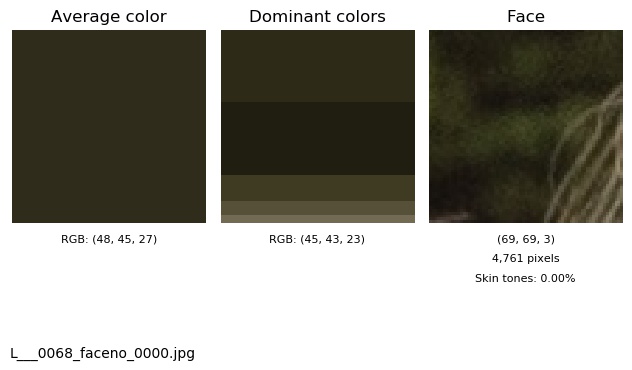 Average color
Dominant colors
Face
RGB: (48, 45, 27)
RGB: (45, 43, 23)
(69, 69, 3)
4,761 pixels
Skin tones: 0.00%
L___0068_faceno_0000.jpg